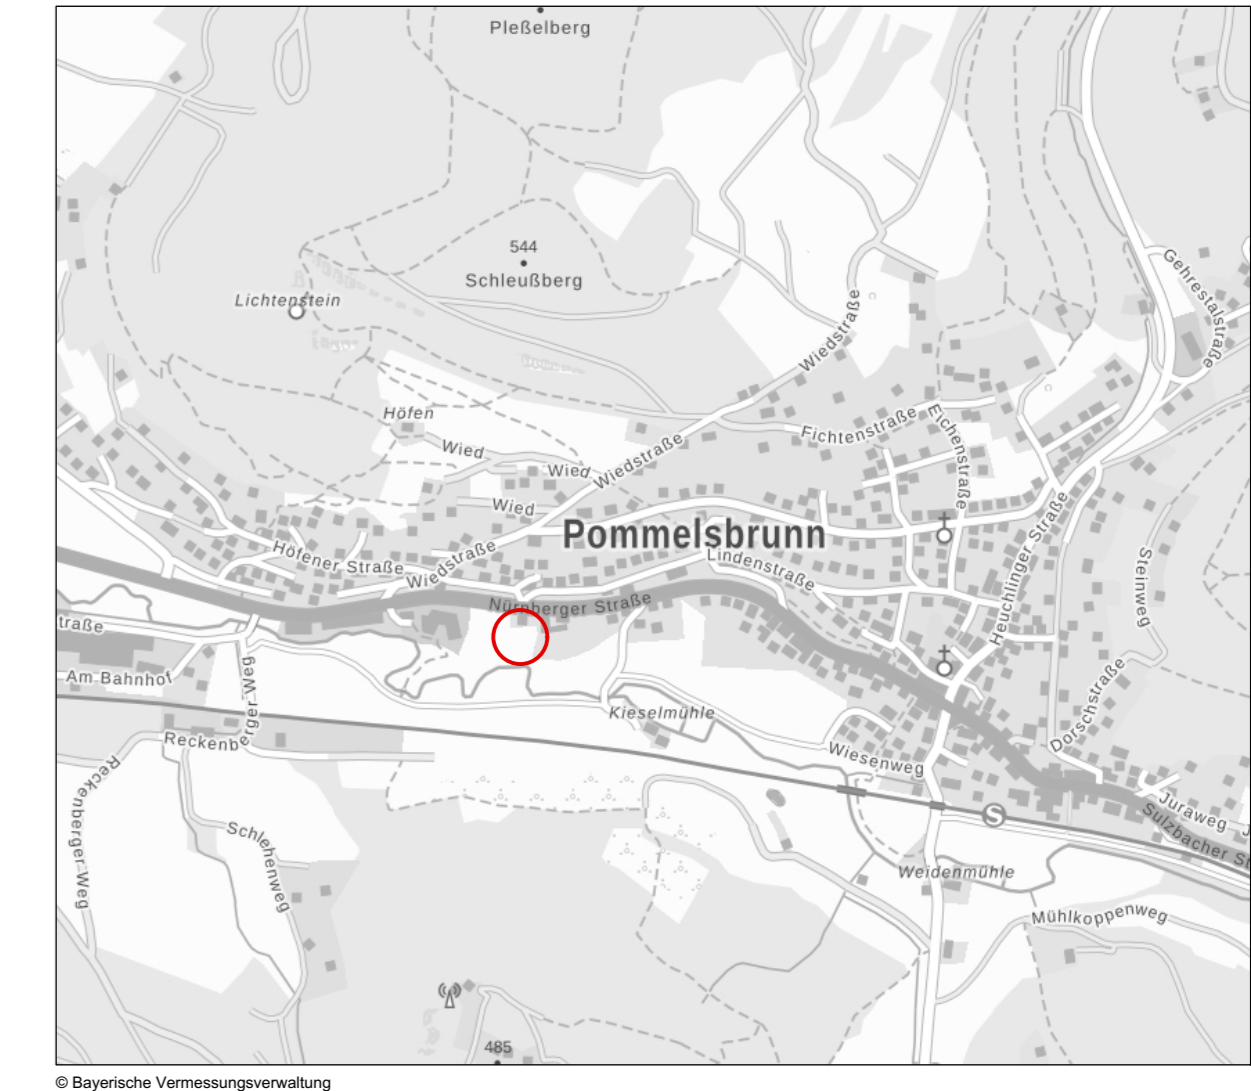 Pleßelberg
544
Schleußberg
Lichtenstein
Gehrestalstraße
Wiedstraße
Höfen
Fichtenstraße
Eichenstraße
Wied
Wied
Wiedstraße
Wied
Pommelsbrunn
Höfener Straße
Wiedstraße
Lindenstraße
Heuchlinger Straße
Steinweg
Nürnberger Straße
traße
Am Bahnhof
Kieselmühle
Dorschstraße
Reckenberger Weg
Wiesenweg
Reckenberger Weg
Juraweg J
Sulzbacher St
S
Schlehenweg
Weidenmühle
Mühlkoppenweg
485
© Bayerische Vermessungsverwaltung